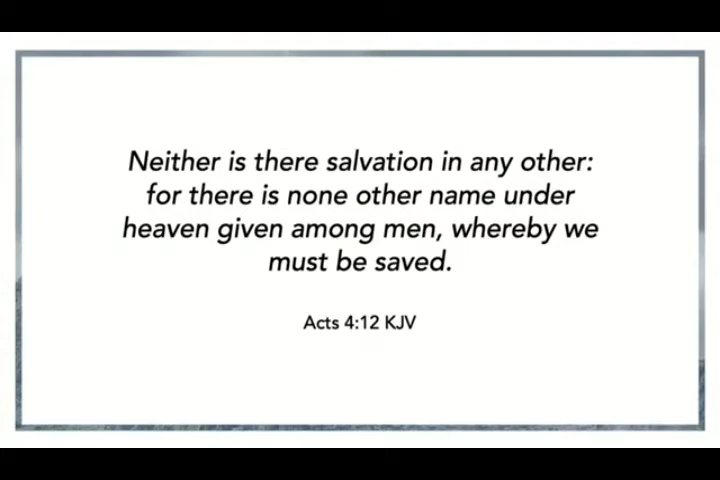 Neither is there salvation in any other:
for there is none other name under
heaven given among men, whereby we
must be saved.
Acts 4:12 KJV